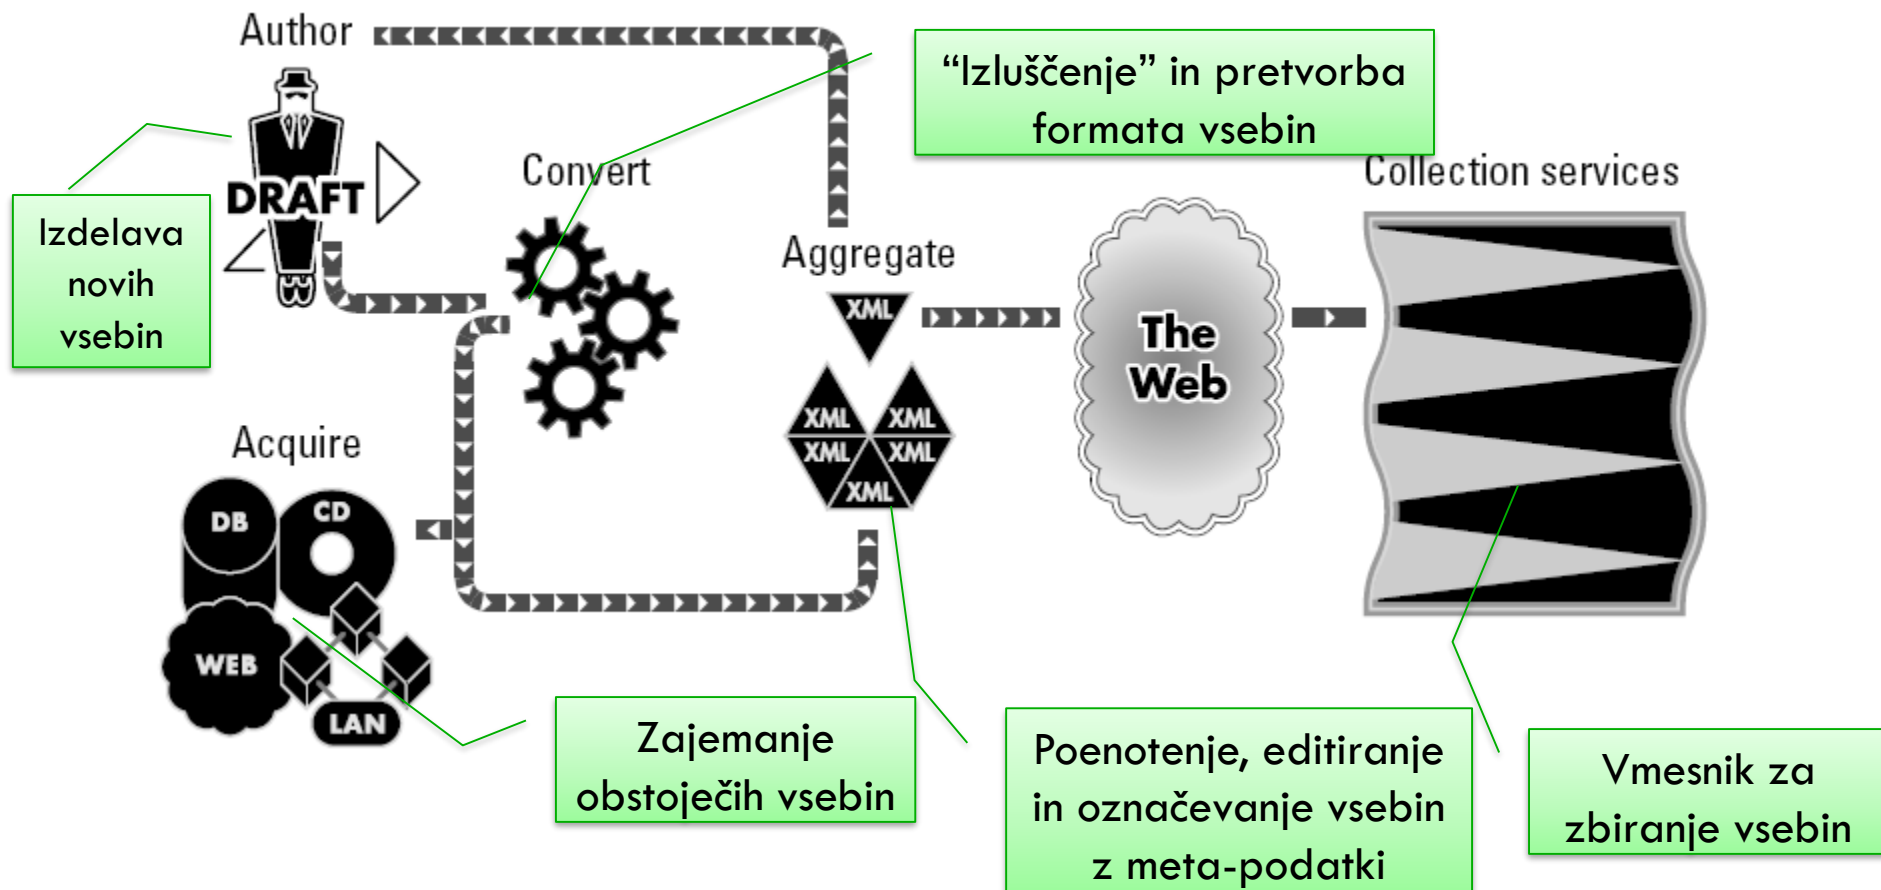 Author
“Izluščenje” in pretvorba
formata vsebin
Convert
Collection services
DRAFT
Izdelava
novih
vsebin
Aggregate
XML
The
Web
XML XML
XML XML
XML
Acquire
DB
CD
WEB
LAN
Zajemanje
obstoječih vsebin
Poenotenje, editiranje
in označevanje vsebin
z meta-podatki
Vmesnik za
zbiranje vsebin